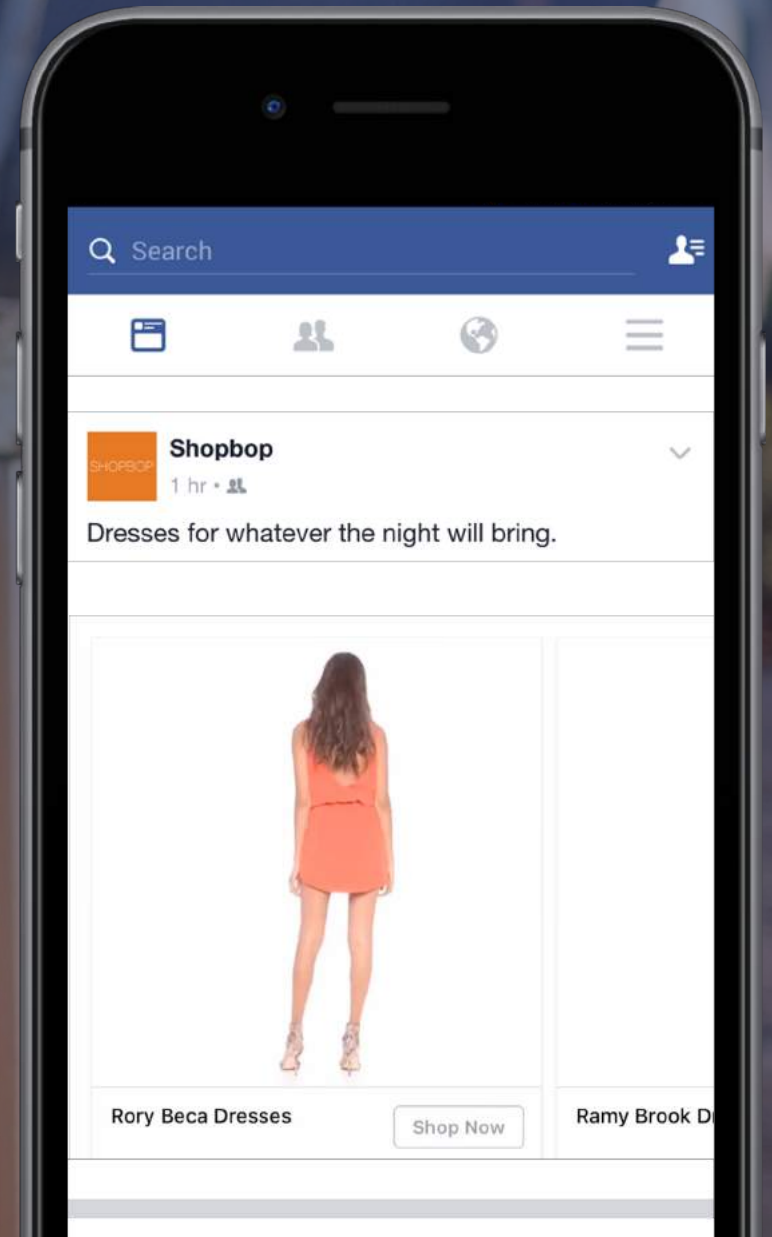 Search
SHOPBOP
Shopbop
1 hr •
Dresses for whatever the night will bring.
Rory Beca Dresses
Shop Now
Ramy Brook D